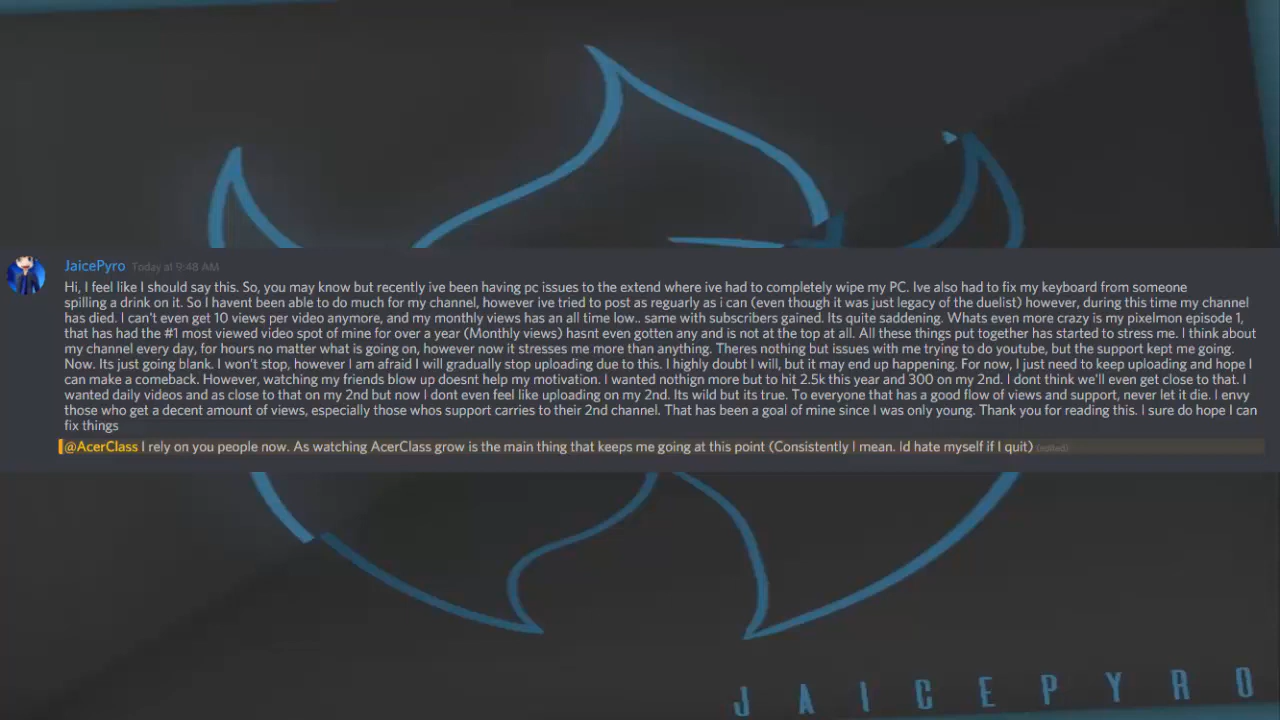 JaicePyro Today at 9:48 AM
Hi, I feel like I should say this. So, you may know but recently ive been having pc issues to the extend where ive had to completely wipe my PC. Ive also had to fix my keyboard from someone
spilling a drink on it. So I havent been able to do much for my channel, however ive tried to post as reguarly as i can (even though it was just legacy of the duelist) however, during this time my channel
has died. I can't even get 10 views per video anymore, and my monthly views has an all time low.. same with subscribers gained. Its quite saddening. Whats even more crazy is my pixelmon episode 1,
that has had the #1 most viewed video spot of mine for over a year (Monthly views) hasnt even gotten any and is not at the top at all. All these things put together has started to stress me. I think about
my channel every day, for hours no matter what is going on, however now it stresses me more than anything. Theres nothing but issues with me trying to do youtube, but the support kept me going.
Now. Its just going blank. I won't stop, however I am afraid I will gradually stop uploading due to this. I highly doubt I will, but it may end up happening. For now, I just need to keep uploading and hope I
can make a comeback. However, watching my friends blow up doesnt help my motivation. I wanted nothign more but to hit 2.5k this year and 300 on my 2nd. I dont think we'll even get close to that. I
wanted daily videos and as close to that on my 2nd but now I dont even feel like uploading on my 2nd. Its wild but its true. To everyone that has a good flow of views and support, never let it die. I envy
those who get a decent amount of views, especially those whos support carries to their 2nd channel. That has been a goal of mine since I was only young. Thank you for reading this. I sure do hope I can
fix things
@AcerClass I rely on you people now. As watching AcerClass grow is the main thing that keeps me going at this point (Consistently I mean. Id hate myself if I quit) (edited)
JAICEPYRO